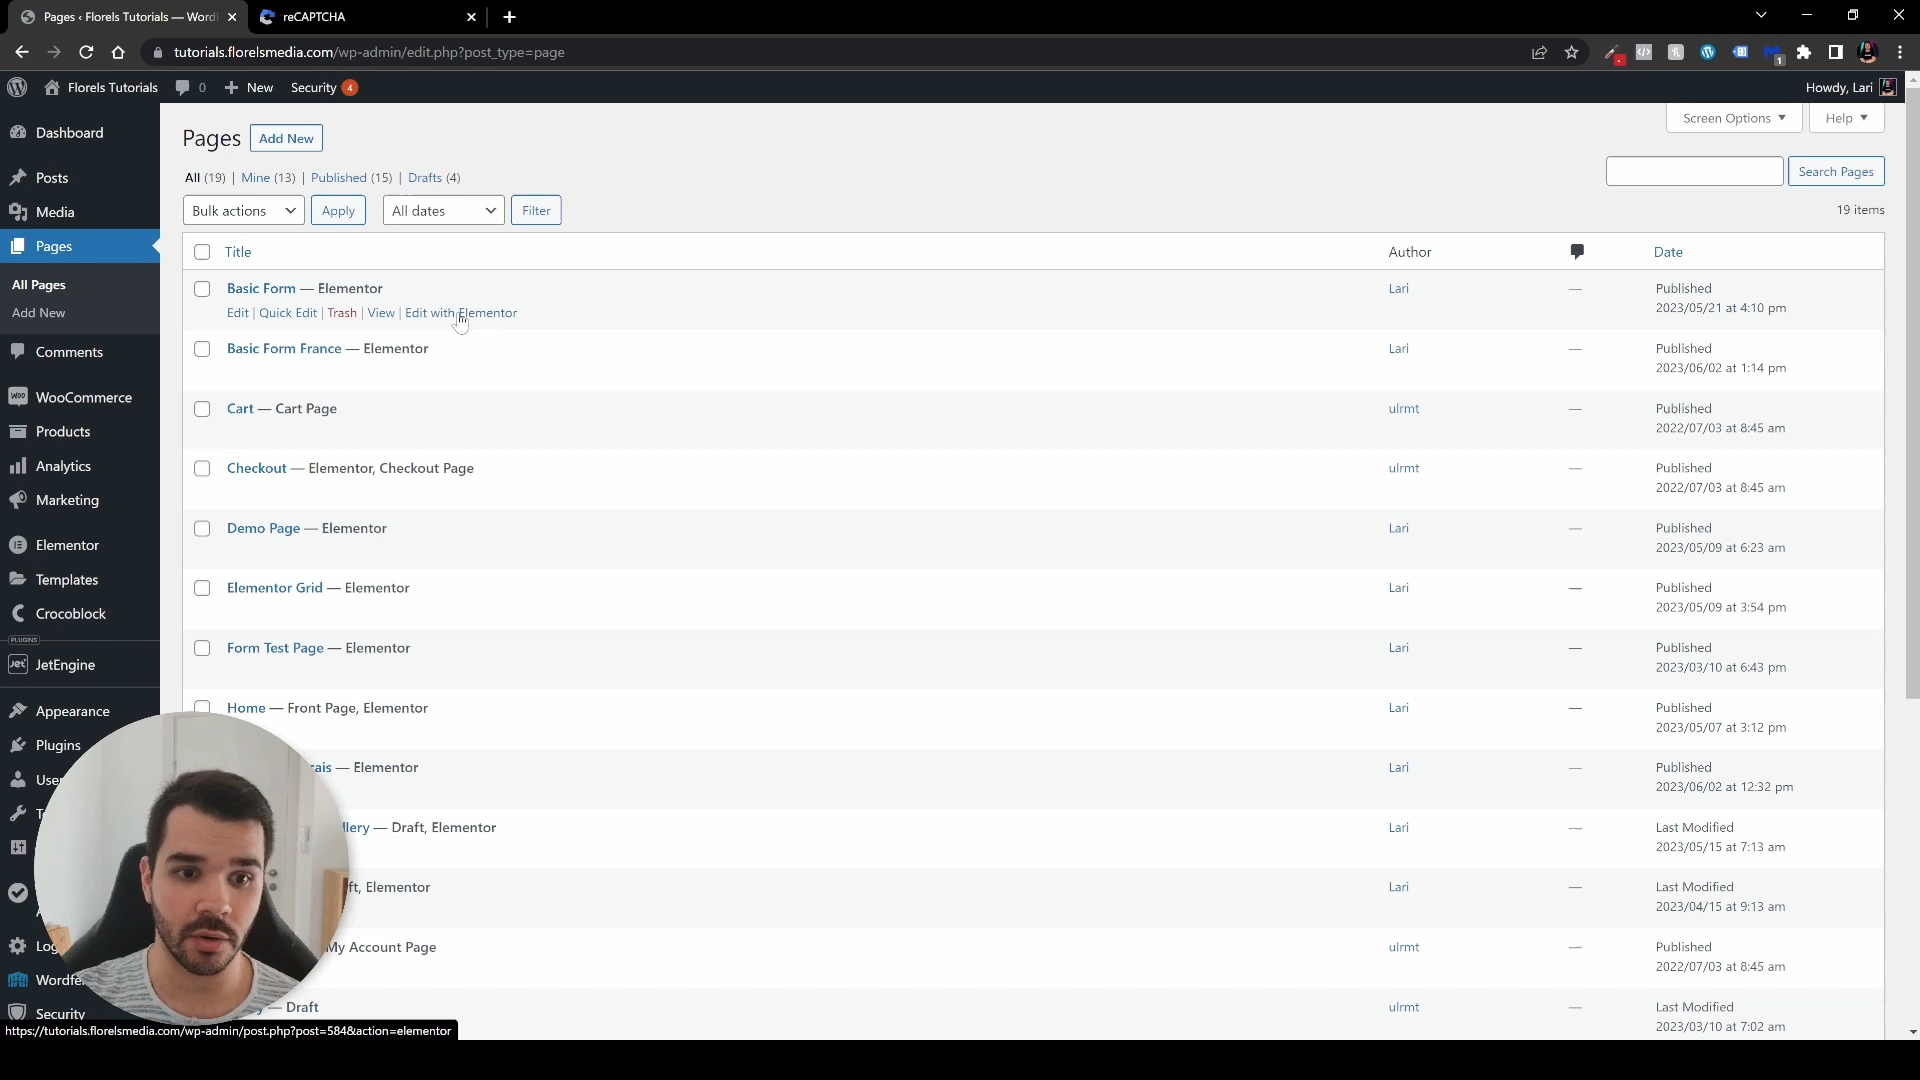 Pages ‹ Florels Tutorials — Word
reCAPTCHA
tutorials.florelsmedia.com/wp-admin/edit.php?post_type=page
1
Florels Tutorials
0
New
Security 4
Howdy, Lari
Dashboard
Posts
Media
Pages
All Pages
Add New
Comments
WooCommerce
Products
Analytics
Marketing
Elementor
Templates
Crocoblock
PLUGINS
JetEngine
Appearance
Plugins
Security
Pages
Add New
Screen Options
Help
All (19) | Mine (13) | Published (15) | Drafts (4)
Search Pages
Bulk actions
Apply
All dates
Filter
19 items
Title
Author
Date
Basic Form — Elementor
Edit | Quick Edit | Trash | View | Edit with Elementor
Lari
—
Published
2023/05/21 at 4:10 pm
Basic Form France — Elementor
Lari
—
Published
2023/06/02 at 1:14 pm
Cart — Cart Page
ulrmt
—
Published
2022/07/03 at 8:45 am
Checkout — Elementor, Checkout Page
ulrmt
—
Published
2022/07/03 at 8:45 am
Demo Page — Elementor
Lari
—
Published
2023/05/09 at 6:23 am
Elementor Grid — Elementor
Lari
—
Published
2023/05/09 at 3:54 pm
Form Test Page — Elementor
Lari
—
Published
2023/03/10 at 6:43 pm
Home — Front Page, Elementor
Lari
—
Published
2023/05/07 at 3:12 pm
— Elementor
Lari
—
Published
2023/06/02 at 12:32 pm
— Draft, Elementor
Lari
—
Last Modified
2023/05/15 at 7:13 am
Elementor
Lari
—
Last Modified
2023/04/15 at 9:13 am
My Account Page
ulrmt
—
Published
2022/07/03 at 8:45 am
— Draft
ulrmt
—
Last Modified
2023/03/10 at 7:02 am
https://tutorials.florelsmedia.com/wp-admin/post.php?post=584&action=elementor